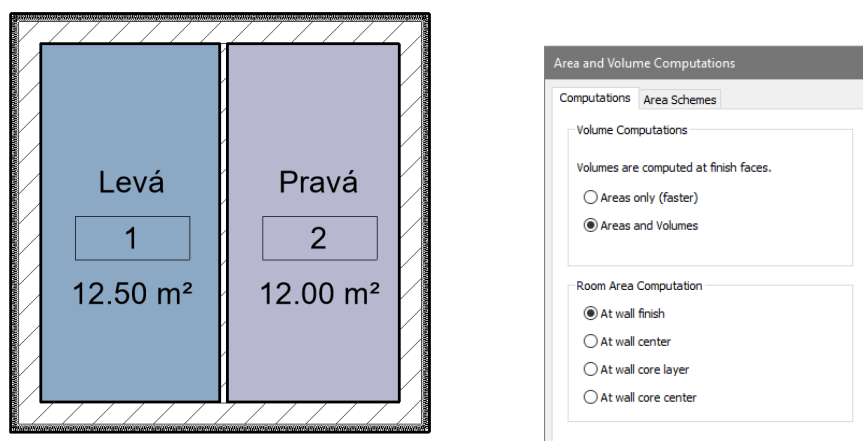 Levá
1
12.50 m²
Pravá
2
12.00 m²
Area and Volume Computations
Computations
Area Schemes
Volume Computations
Volumes are computed at finish faces.
Areas only (faster)
Areas and Volumes
Room Area Computation
At wall finish
At wall center
At wall core layer
At wall core center